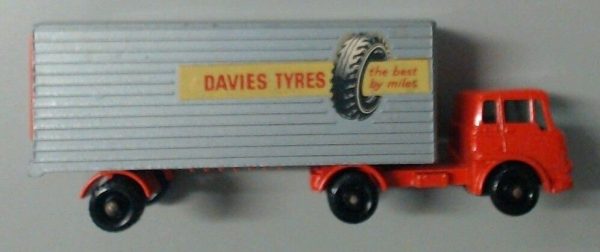 DAVIES TYRES
the best
by miles